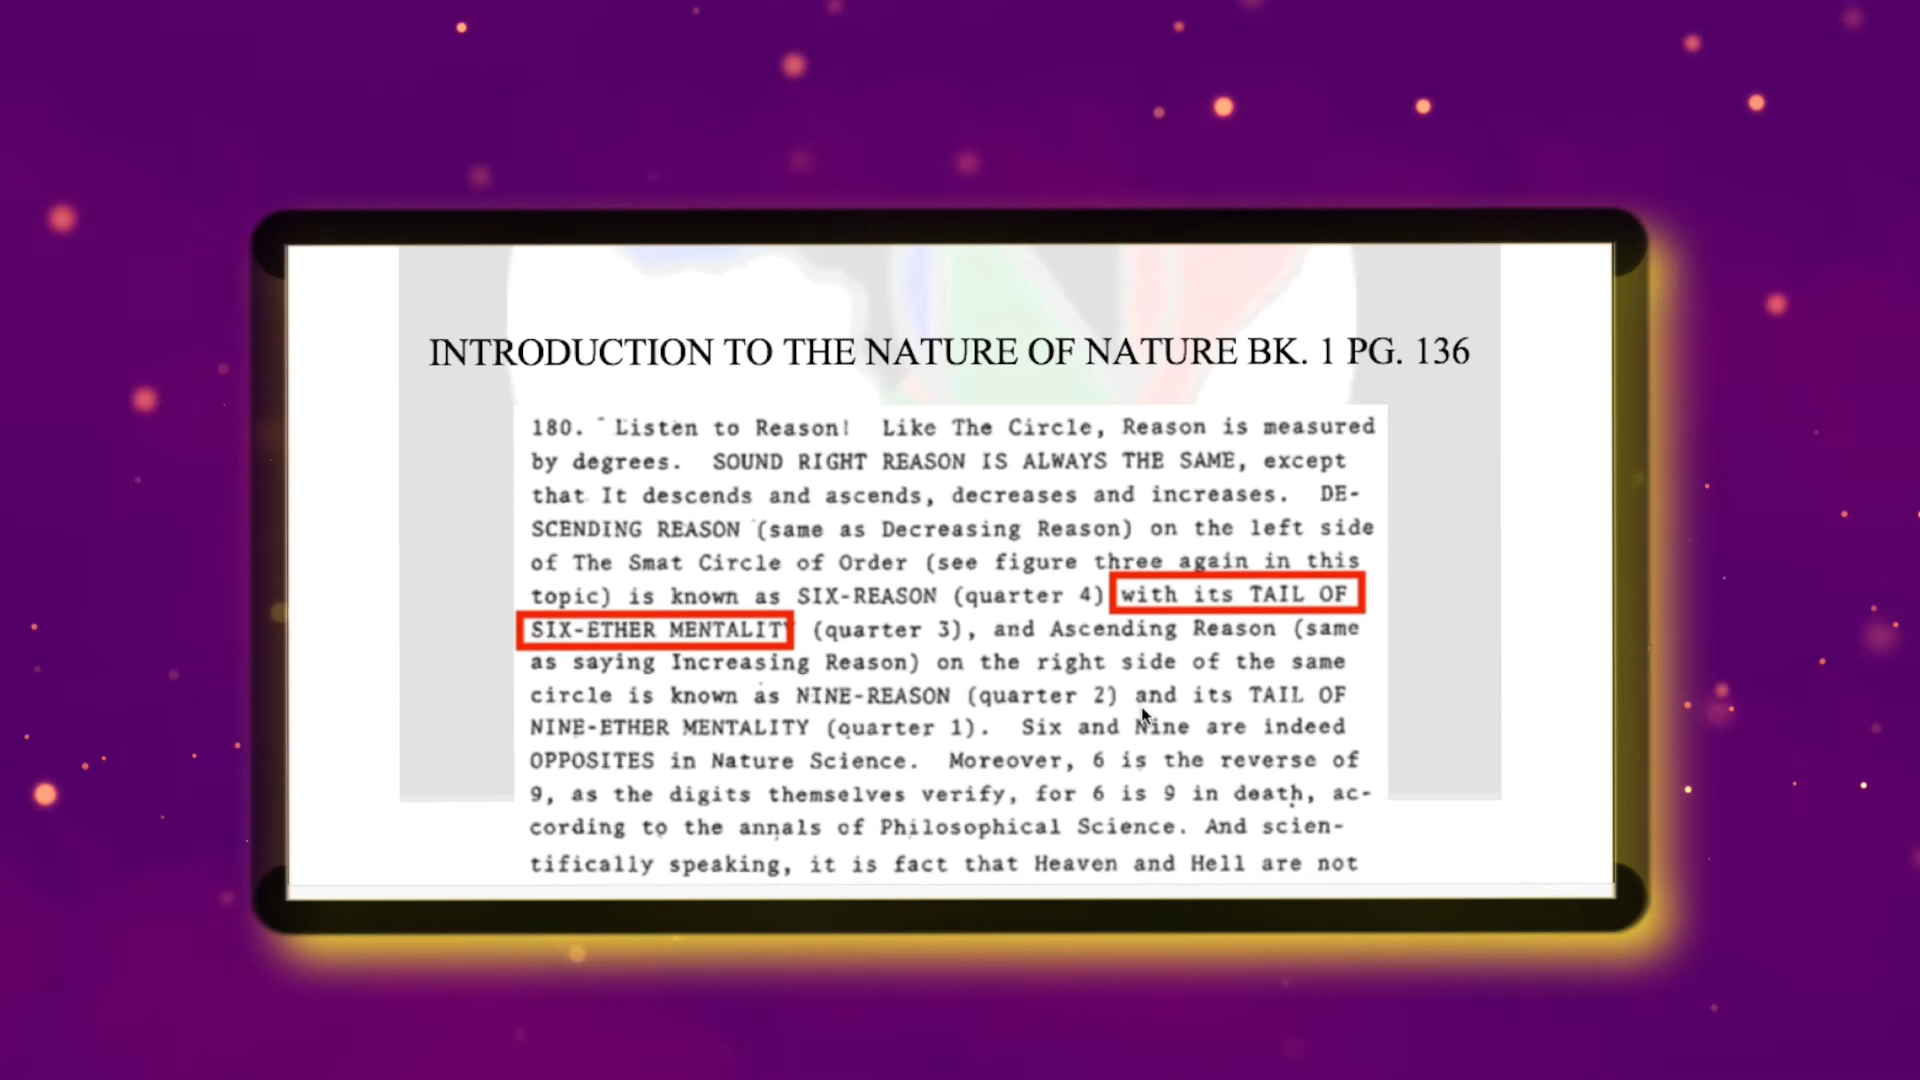 INTRODUCTION TO THE NATURE OF NATURE BK. 1 PG. 136
180. Listen to Reason! Like The Circle, Reason is measured
by degrees. SOUND RIGHT REASON IS ALWAYS THE SAME, except
that It descends and ascends, decreases and increases. DE-
SCENDING REASON (same as Decreasing Reason) on the left side
of The Smat Circle of Order (see figure three again in this
topic) is known as SIX-REASON (quarter 4) with its TAIL OF
SIX-ETHER MENTALITY (quarter 3), and Ascending Reason (same
as saying Increasing Reason) on the right side of the same
circle is known as NINE-REASON (quarter 2) and its TAIL OF
NINE-ETHER MENTALITY (quarter 1). Six and Nine are indeed
OPPOSITES in Nature Science. Moreover, 6 is the reverse of
9, as the digits themselves verify, for 6 is 9 in death, ac-
cording to the annals of Philosophical Science. And scien-
tifically speaking, it is fact that Heaven and Hell are not